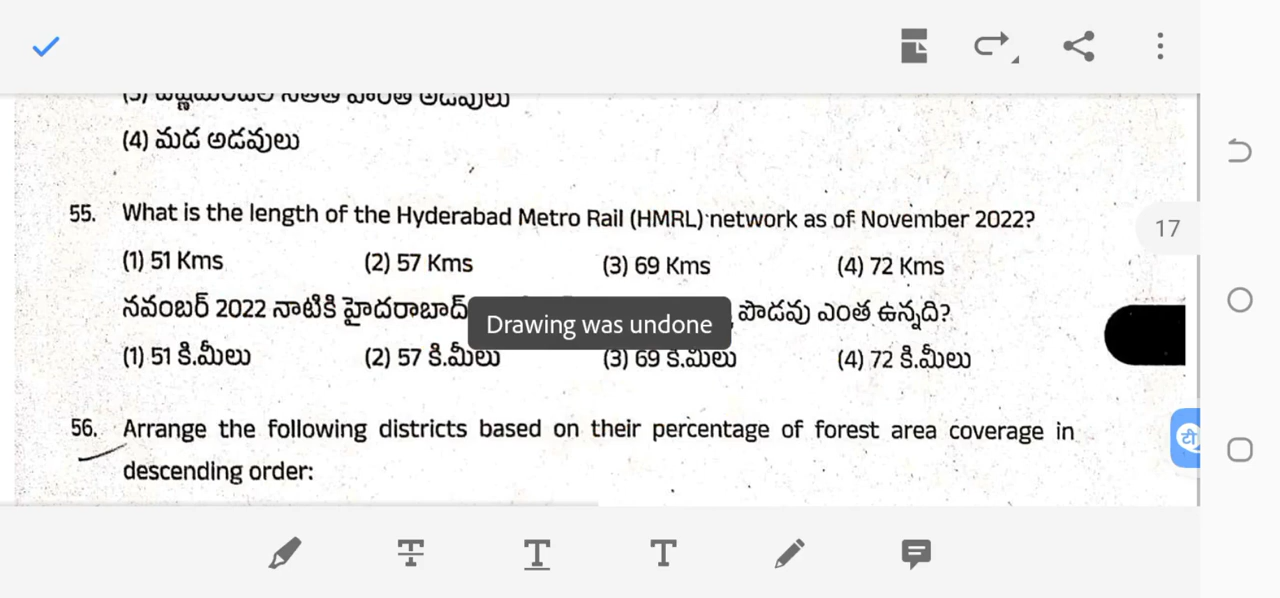 (4) మడ అడవులు
55. What is the length of the Hyderabad Metro Rail (HMRL) network as of November 2022?
17
(1) 51 Kms (2) 57 Kms (3) 69 Kms (4) 72 Kms
నవంబర్ 2022 నాటికి హైదరాబాద్ పొడవు ఎంత ఉన్నది?
Drawing was undone
(1) 51 కి.మీలు (2) 57 కి.మీలు (3) 69 కి.మీలు (4) 72 కి.మీలు
56. Arrange the following districts based on their percentage of forest area coverage in
descending order:
టీ
T T T